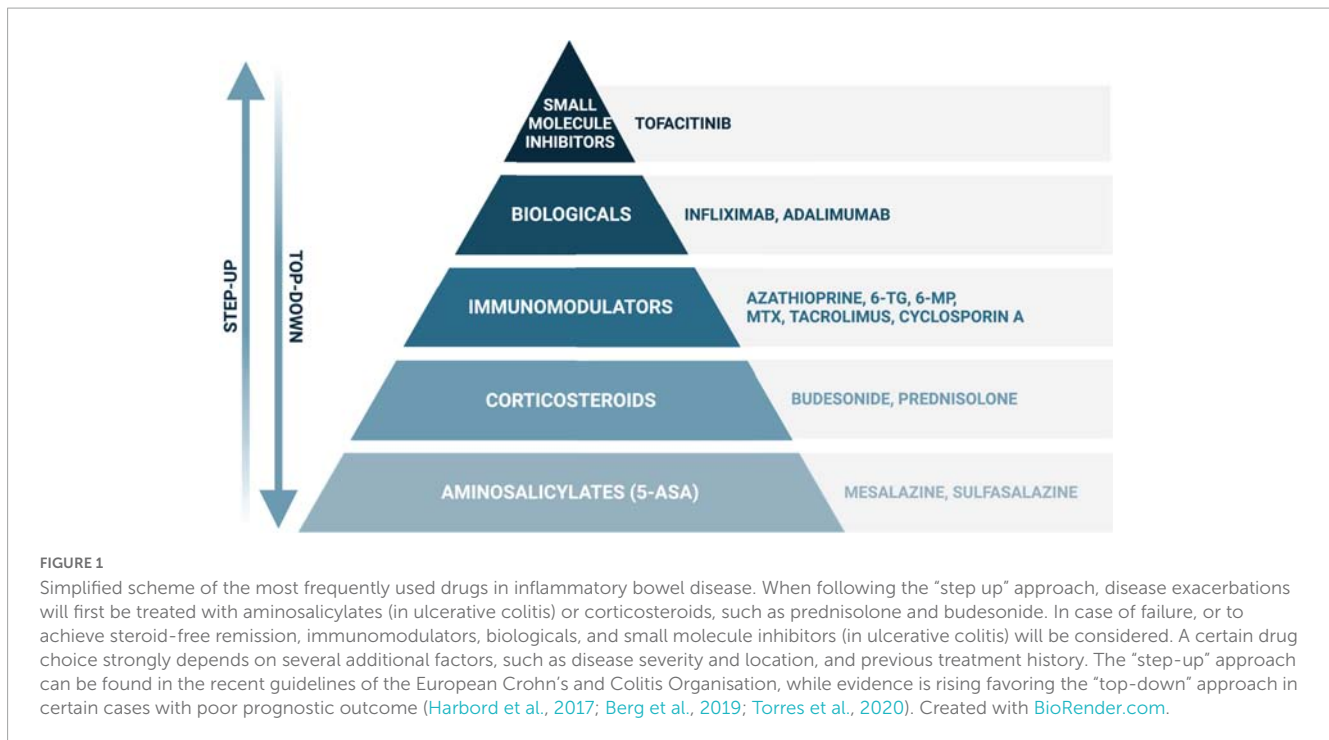 STEP-UP
TOP-DOWN
SMALL
MOLECULE
INHIBITORS
TOFACITINIB
BIOLOGICALS
INFLIXIMAB, ADALIMUMAB
IMMUNOMODULATORS
AZATHIOPRINE, 6-TG, 6-MP,
MTX, TACROLIMUS, CYCLOSPORIN A
CORTICOSTEROIDS
BUDESONIDE, PREDNISOLONE
AMINOSALICYLATES (5-ASA)
MESALAZINE, SULFASALAZINE
FIGURE 1
Simplified scheme of the most frequently used drugs in inflammatory bowel disease. When following the “step up” approach, disease exacerbations
will first be treated with aminosalicylates (in ulcerative colitis) or corticosteroids, such as prednisolone and budesonide. In case of failure, or to
achieve steroid-free remission, immunomodulators, biologicals, and small molecule inhibitors (in ulcerative colitis) will be considered. A certain drug
choice strongly depends on several additional factors, such as disease severity and location, and previous treatment history. The “step-up” approach
can be found in the recent guidelines of the European Crohn’s and Colitis Organisation, while evidence is rising favoring the “top-down” approach in
certain cases with poor prognostic outcome (Harbord et al., 2017; Berg et al., 2019; Torres et al., 2020). Created with BioRender.com.